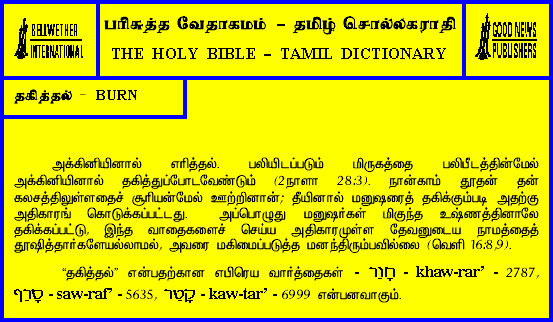 BELLWETHER
INTERNATIONAL
பரிசுத்த வேதாகமம் – தமிழ் சொல்லகராதி
THE HOLY BIBLE – TAMIL DICTIONARY
GOOD NEWS
PUBLISHERS
தகித்தல் – BURN
அக்கினியினால் எரித்தல். பலியிடப்படும் மிருகத்தை பலிபீடத்தின்மேல்
அக்கினியினால் தகித்துப்போடவேண்டும் (2நாளா 28:3). நான்காம் தூதன் தன்
கலசத்திலுள்ளதைச் சூரியன்மேல் ஊற்றினான்; தீயினால் மனுஷரைத் தகிக்கும்படி அதற்கு
அதிகாரங் கொடுக்கப்பட்டது. அப்பொழுது மனுஷர்கள் மிகுந்த உஷ்ணத்தினாலே
தகிக்கப்பட்டு, இந்த வாதைகளைச் செய்ய அதிகாரமுள்ள தேவனுடைய நாமத்தைத்
தூஷித்தார்களேயல்லாமல், அவரை மகிமைப்படுத்த மனந்திரும்பவில்லை (வெளி 16:8,9).
“தகித்தல்” என்பதற்கான எபிரெய வார்த்தைகள் - חָרַר - khaw-rar’ - 2787,
שָׂרַף - saw-raf’ - 5635, קָטַר - kaw-tar’ - 6999 என்பனவாகும்.